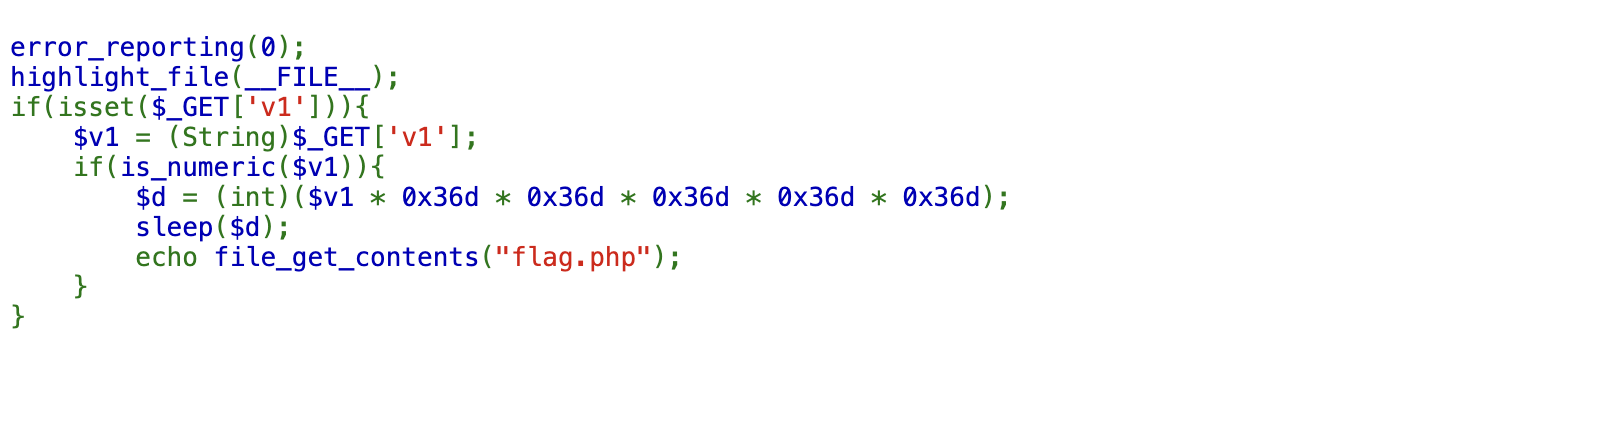 error_reporting(0);
highlight_file(__FILE__);
if(isset($_GET['v1'])){
    $v1 = (String)$_GET['v1'];
    if(is_numeric($v1)){
        $d = (int)($v1 * 0x36d * 0x36d * 0x36d * 0x36d * 0x36d);
        sleep($d);
        echo file_get_contents("flag.php");
    }
}